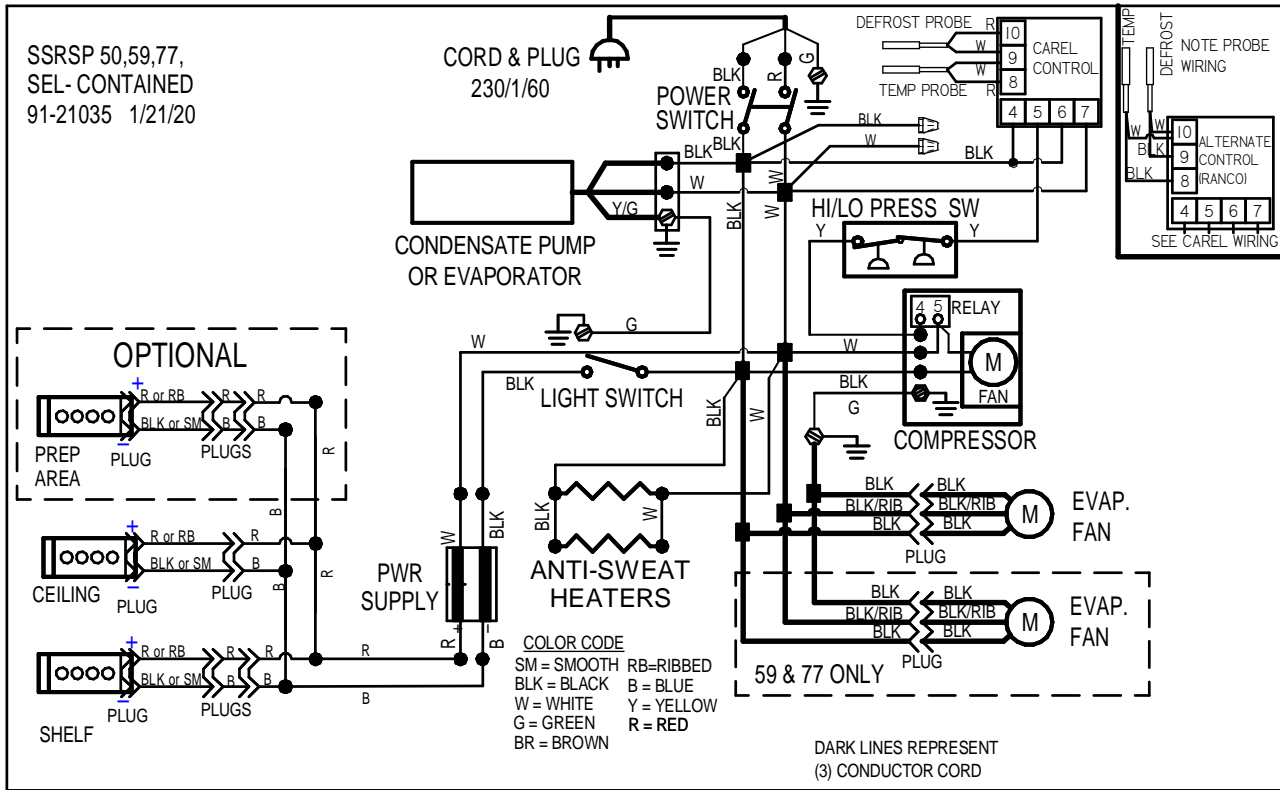 SSRSP 50,59,77,
SEL- CONTAINED
91-21035 1/21/20
CORD & PLUG
230/1/60
BLK
R
G
POWER
SWITCH
BLK
BLK
W
DEFROST PROBE
R
W
W
TEMP PROBE
R
10
9
8
CAREL
CONTROL
4 5 6 7
BLK
TEMP
DEFROST
NOTE PROBE
WIRING
W
W
BLK
BLK
10
9
8
ALTERNATE
CONTROL
(RANCO)
4 5 6 7
SEE CAREL WIRING
BLK
W
Y/G
W
W
BLK
CONDENSATE PUMP
OR EVAPORATOR
HI/LO PRESS SW
Y
Y
G
OPTIONAL
W
W
BLK
LIGHT SWITCH
4 5
RELAY
M
FAN
BLK
G
COMPRESSOR
+
R or RB
R
R
BLK or SM
B
B
PREP
AREA
−
PLUG
PLUGS
R
B
BLK
W
BLK
W
W
BLK
ANTI-SWEAT
HEATERS
BLK
BLK
BLK/RIB
BLK/RIB
BLK
BLK
PLUG
M
EVAP.
FAN
+
R or RB
R
BLK or SM
B
CEILING
−
PLUG
PLUG
R
B
PWR
SUPPLY
+
−
R
B
BLK
BLK
BLK/RIB
BLK/RIB
BLK
BLK
PLUG
M
EVAP.
FAN
59 & 77 ONLY
+
R or RB
R
R
R
BLK or SM
B
B
B
−
PLUG
PLUGS
SHELF
COLOR CODE
SM = SMOOTH RB=RIBBED
BLK = BLACK B = BLUE
W = WHITE Y = YELLOW
G = GREEN R = RED
BR = BROWN
DARK LINES REPRESENT
(3) CONDUCTOR CORD